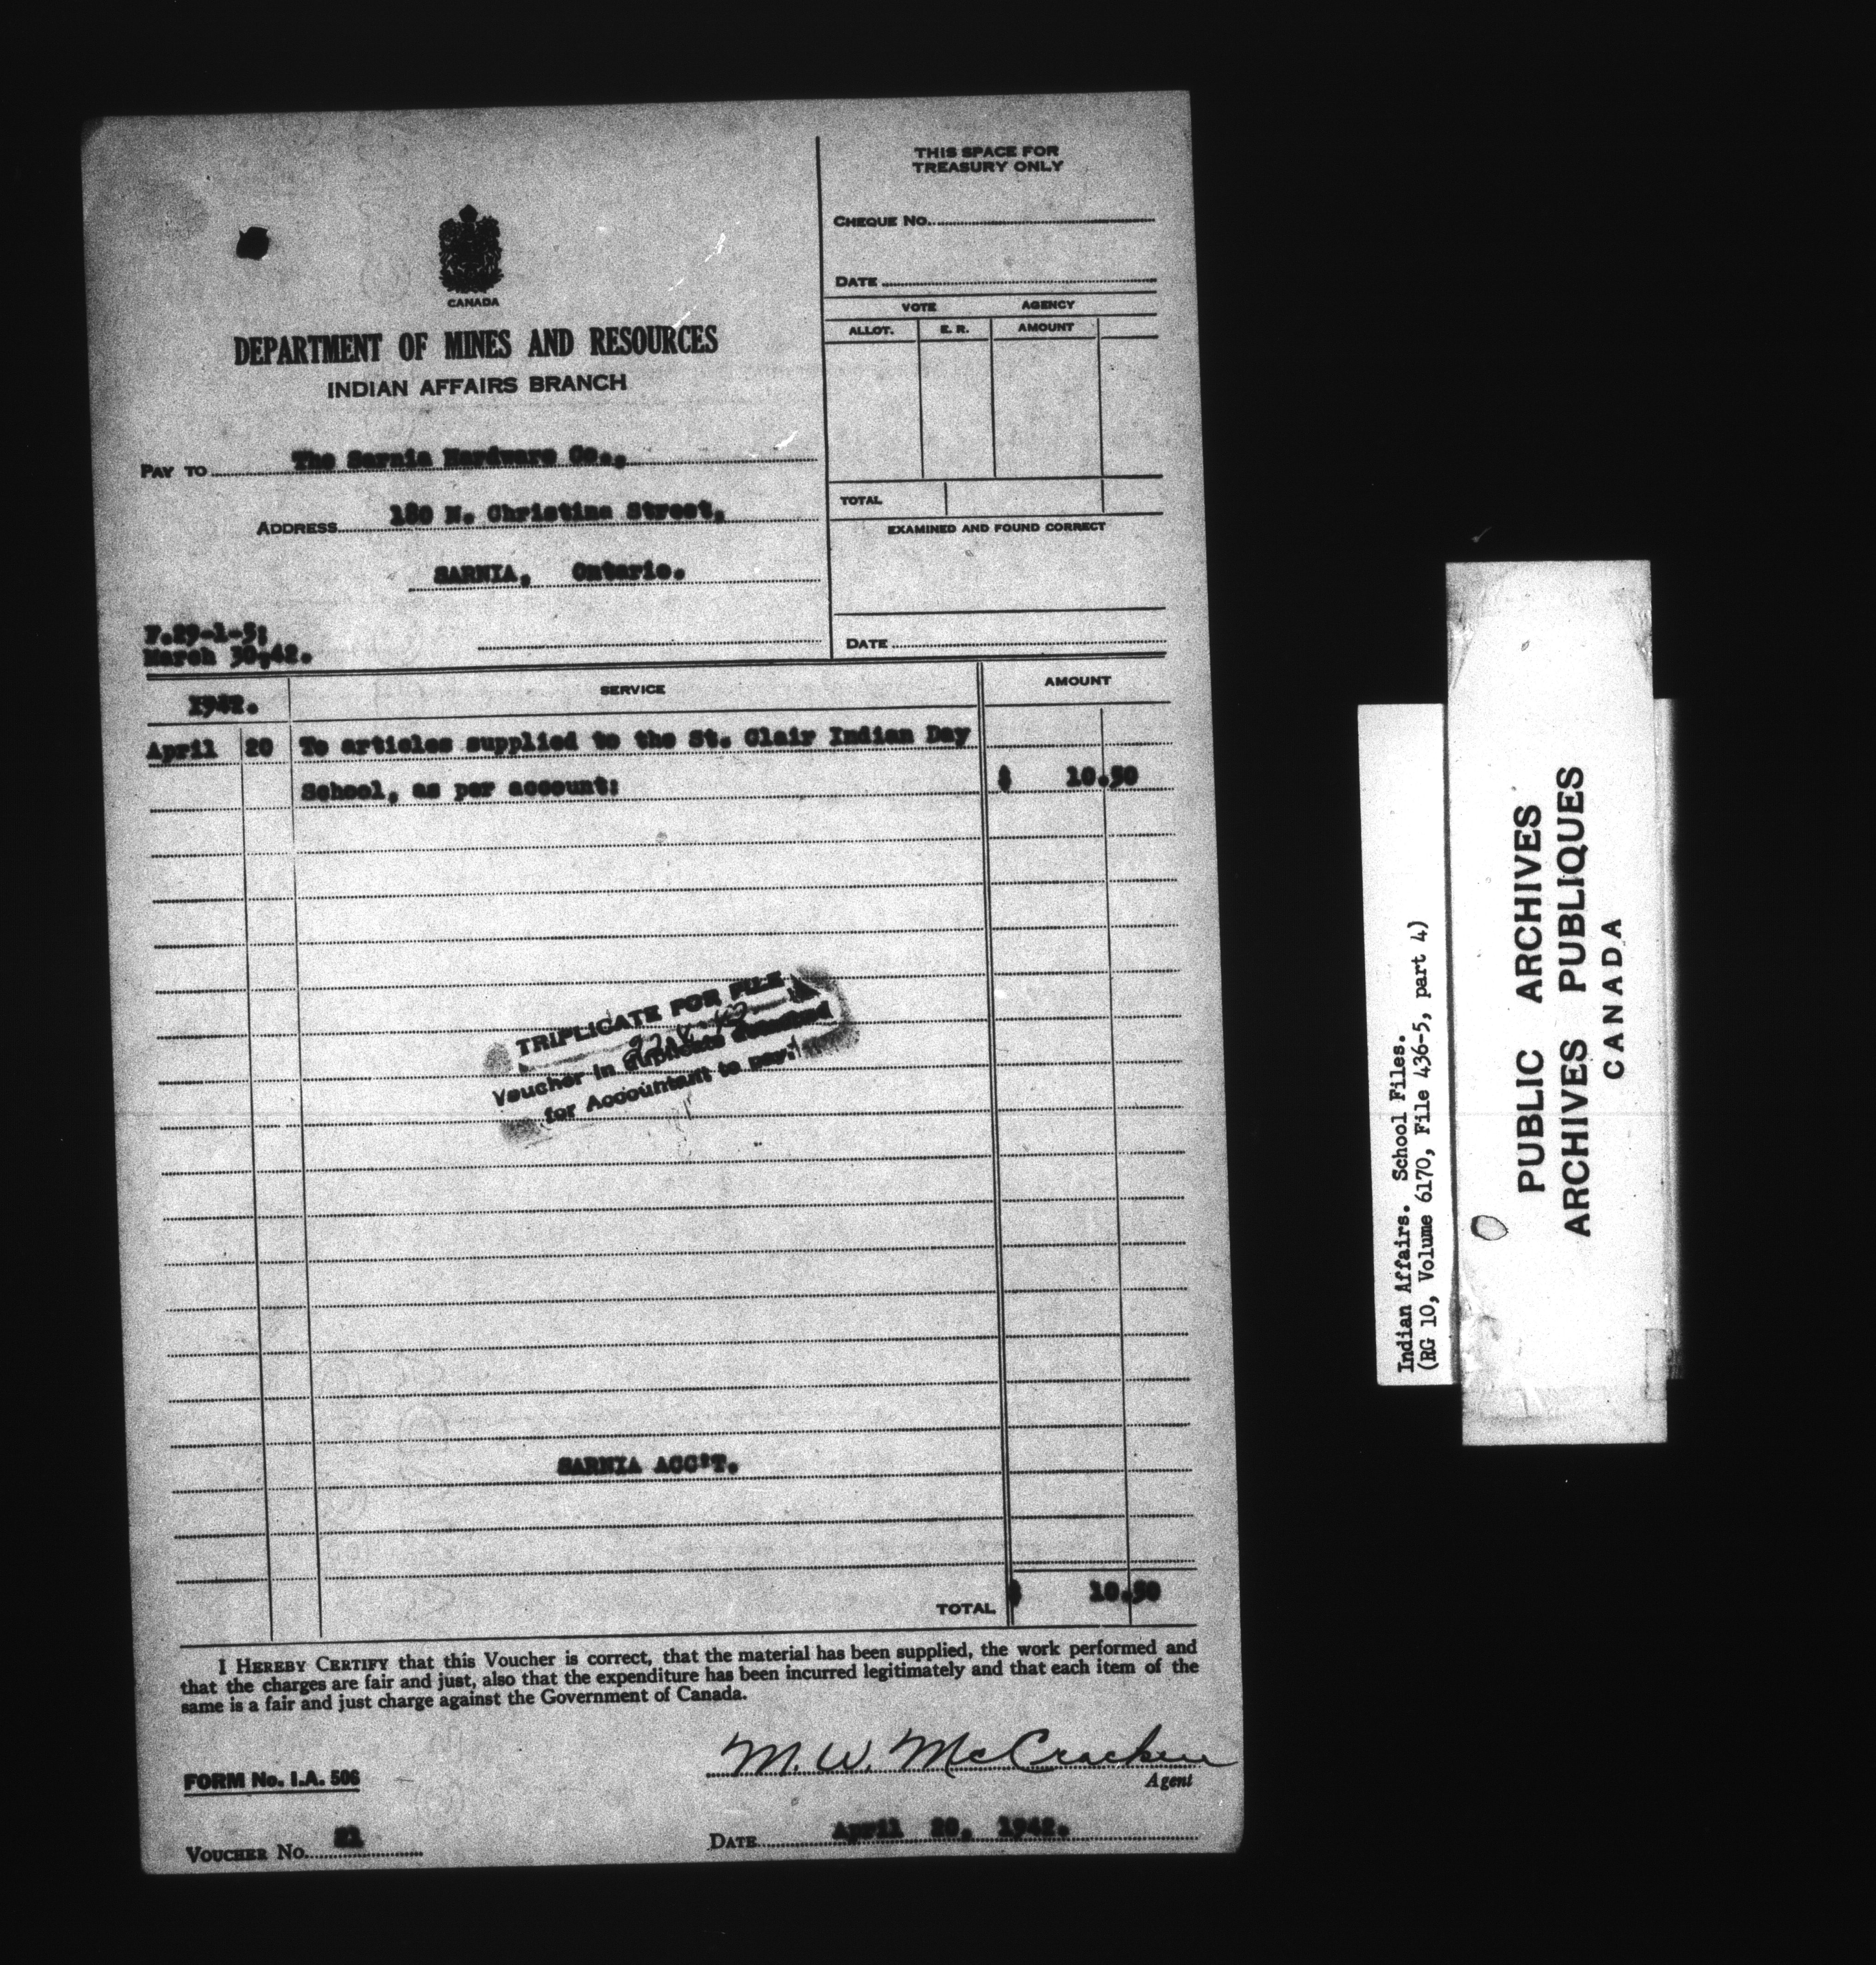 CANADA
DEPARTMENT OF MINES AND RESOURCES
INDIAN AFFAIRS BRANCH
PAY TO The Sarnia Hardware Co.,
ADDRESS 180 N. Christina Street,
SARNIA, Ontario.
F.29-1-5:
March 30,42.
THIS SPACE FOR
TREASURY ONLY
CHEQUE NO.
DATE
VOTE AGENCY
ALLOT. E. R. AMOUNT
TOTAL
EXAMINED AND FOUND CORRECT
DATE
1942. SERVICE AMOUNT
April 20 To articles supplied to the St. Clair Indian Day
School, as per account: $ 10.50
TRIPLICATE FOR FILE
Voucher in duplicate attached
for Accountant to pay.
SARNIA ACC'T.
TOTAL $ 10.50
I HEREBY CERTIFY that this Voucher is correct, that the material has been supplied, the work performed and
that the charges are fair and just, also that the expenditure has been incurred legitimately and that each item of the
same is a fair and just charge against the Government of Canada.
M. W. McCracken
Agent
FORM No. I.A. 506
VOUCHER NO. 21
DATE April 20, 1942.
Indian Affairs. School Files.
(RG 10, Volume 6170, File 436-5, part 4)
PUBLIC ARCHIVES
ARCHIVES PUBLIQUES
CANADA